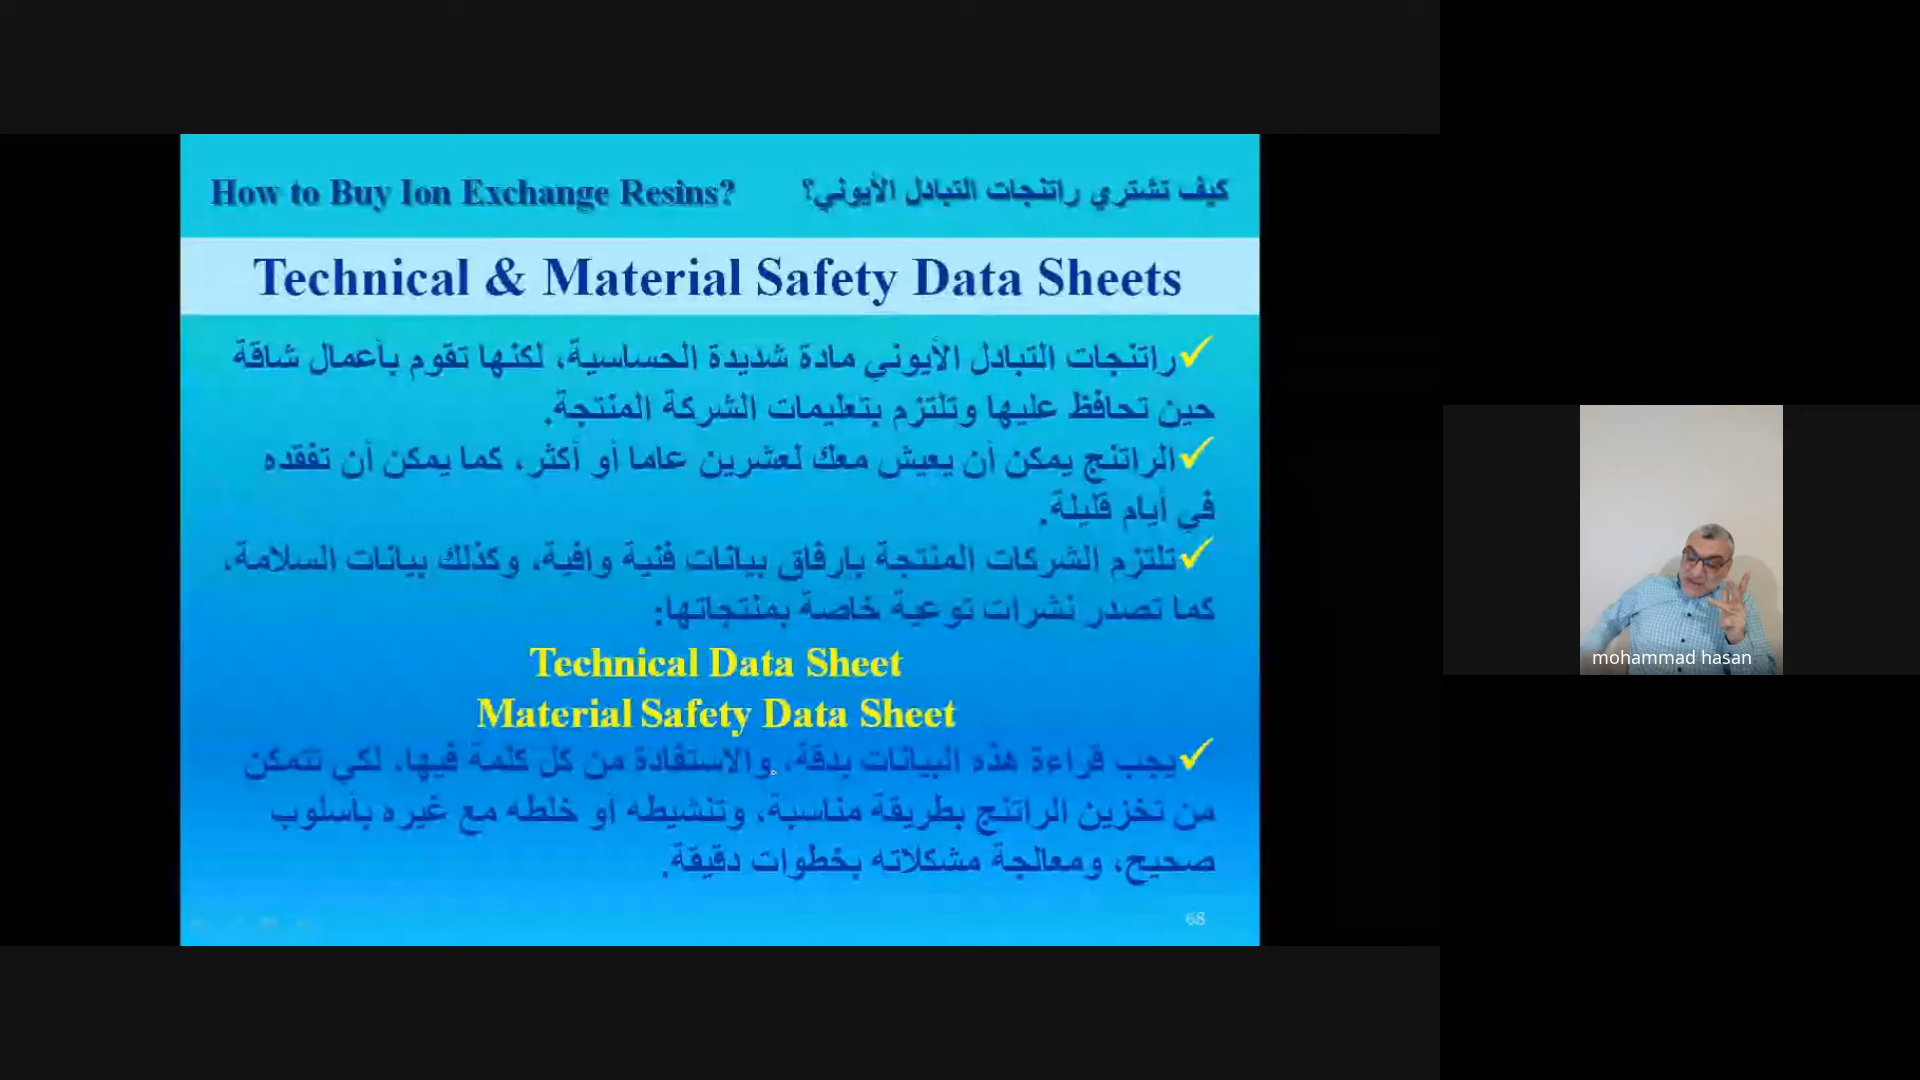 How to Buy Ion Exchange Resins?
كيف تشتري راتنجات التبادل الأيوني؟
Technical & Material Safety Data Sheets
راتنجات التبادل الأيوني مادة شديدة الحساسية، لكنها تقوم بأعمال شاقة
حين تحافظ عليها وتلتزم بتعليمات الشركة المنتجة.
الراتنج يمكن أن يعيش معك لعشرين عاما أو أكثر، كما يمكن أن تفقده
في أيام قليلة.
تلتزم الشركات المنتجة بإرفاق بيانات فنية وافية، وكذلك بيانات السلامة،
كما تصدر نشرات توعية خاصة بمنتجاتها:
Technical Data Sheet
Material Safety Data Sheet
يجب قراءة هذه البيانات بدقة، والاستفادة من كل كلمة فيها، لكي تتمكن
من تخزين الراتنج بطريقة مناسبة، وتنشيطه أو خلطه مع غيره بأسلوب
صحيح، ومعالجة مشكلاته بخطوات دقيقة.
68
mohammad hasan